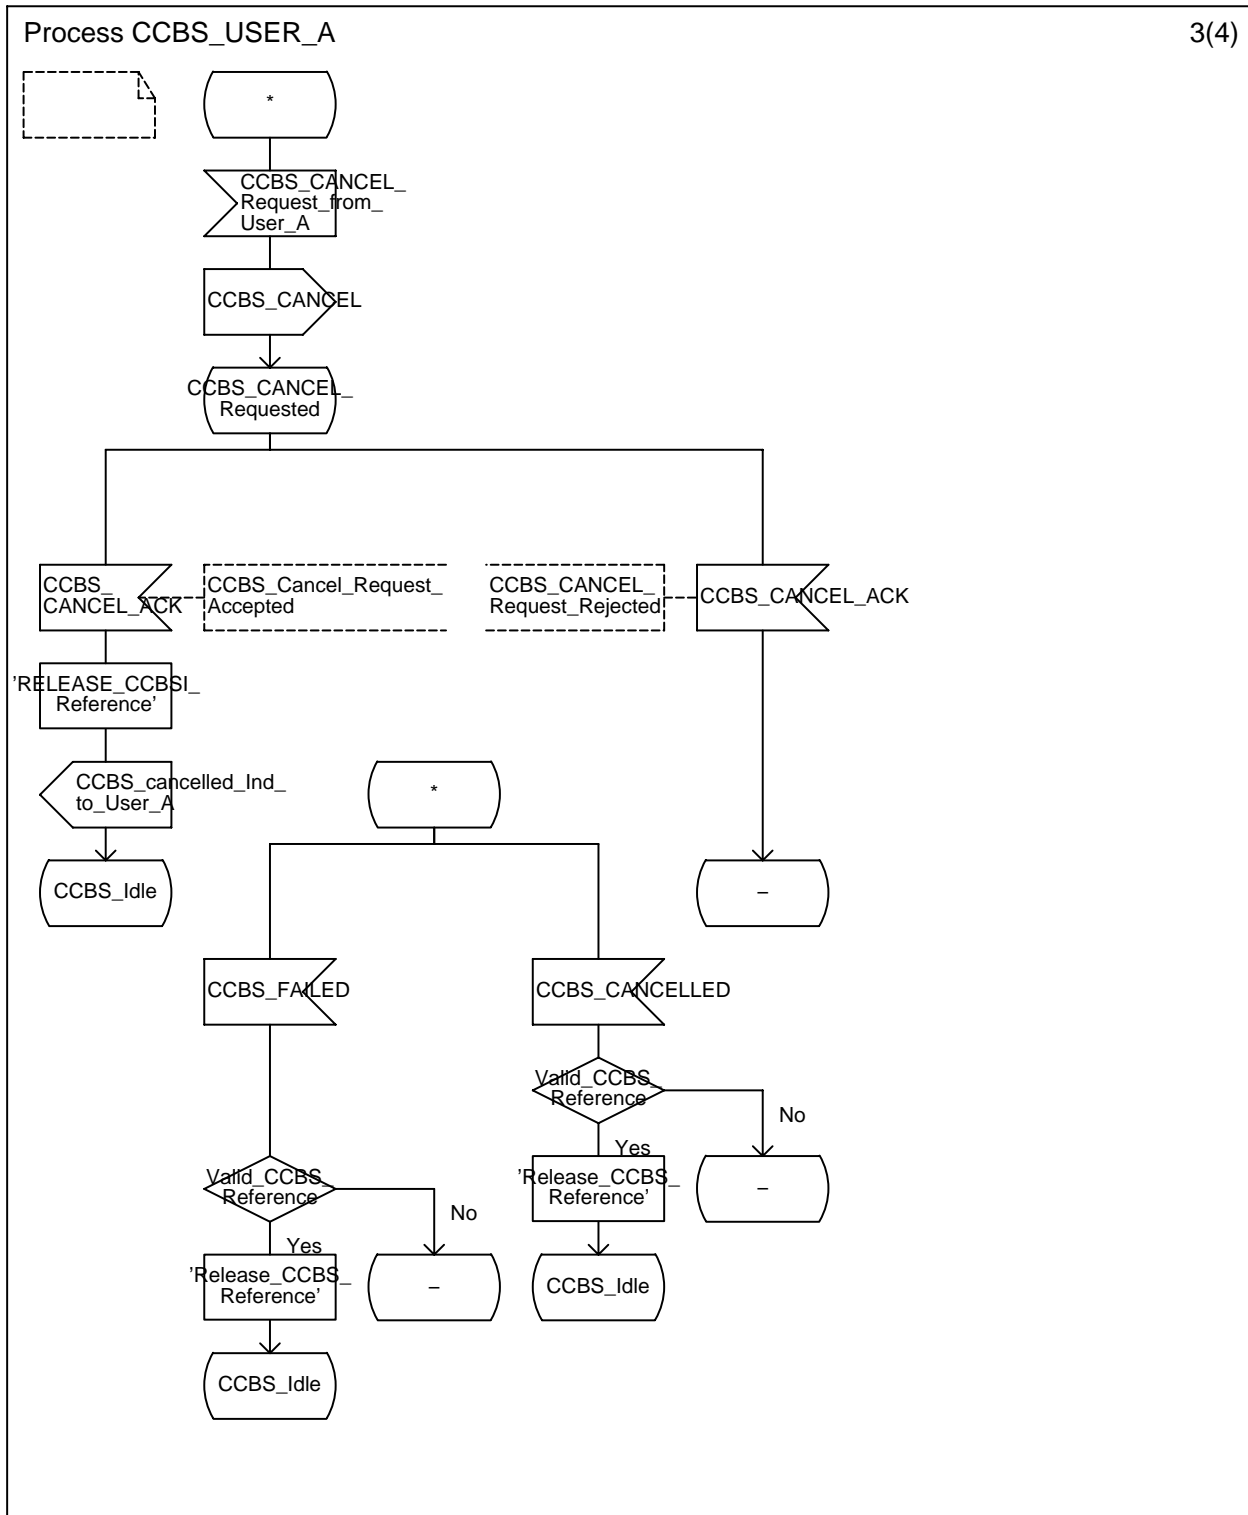 Process CCBS_USER_A
3(4)
*
CCBS_CANCEL_
Request_from_
User_A
CCBS_CANCEL
CCBS_CANCEL_
Requested
CCBS_
CANCEL_ACK
CCBS_Cancel_Request_
Accepted
CCBS_CANCEL_
Request_Rejected
CCBS_CANCEL_ACK
’RELEASE_CCBSI_
Reference’
CCBS_cancelled_Ind_
to_User_A
*
CCBS_Idle
–
CCBS_FAILED
CCBS_CANCELLED
Valid_CCBS_
Reference
No
Yes
’Release_CCBS_
Reference’
–
Valid_CCBS_
Reference
No
Yes
’Release_CCBS_
Reference’
–
CCBS_Idle
CCBS_Idle